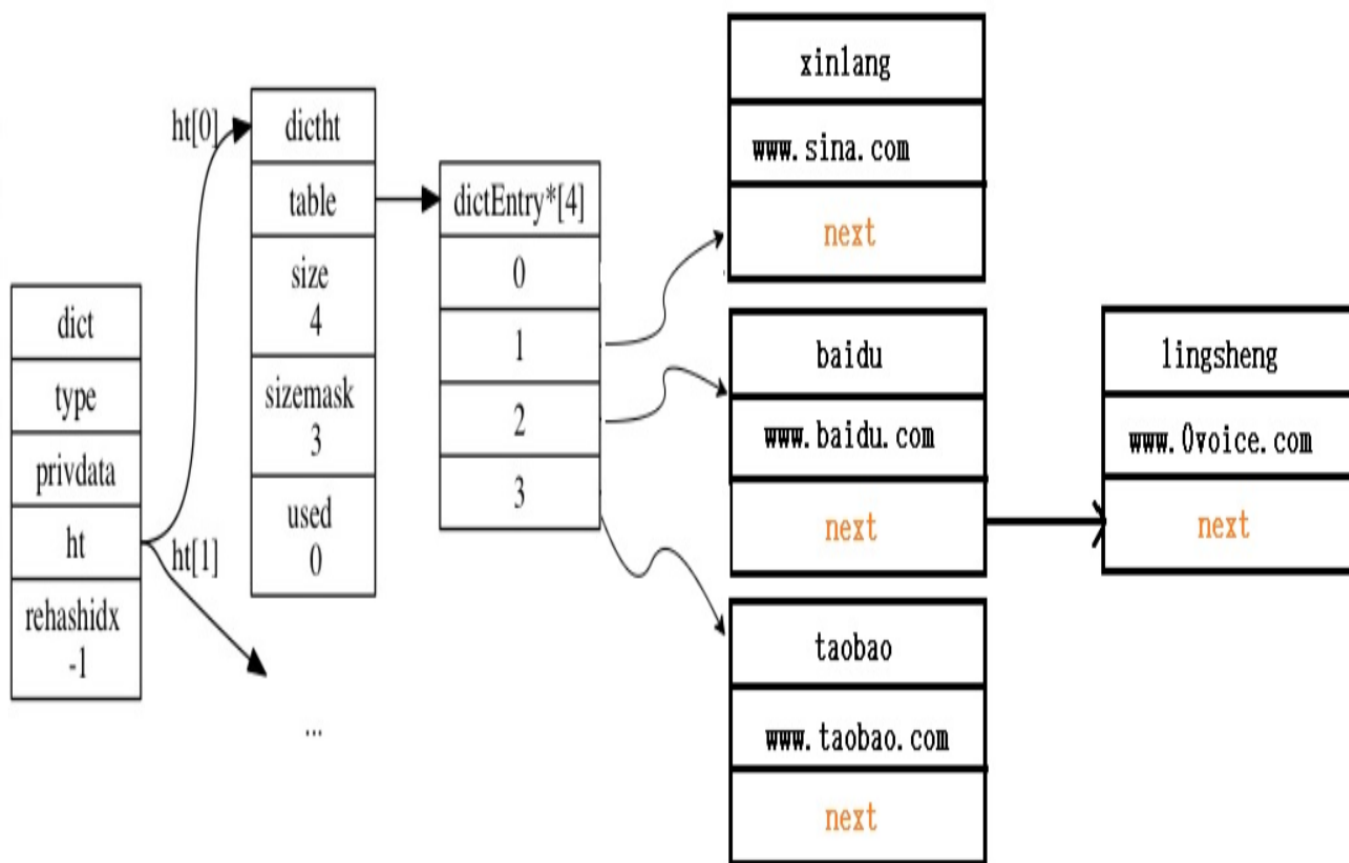 dict
type
privdata
ht
rehashidx
-1
ht[0]
ht[1]
...
dictht
table
size
4
sizemask
3
used
0
dictEntry*[4]
0
1
2
3
xinlang
www.sina.com
next
baidu
www.baidu.com
next
lingsheng
www.0voice.com
next
taobao
www.taobao.com
next